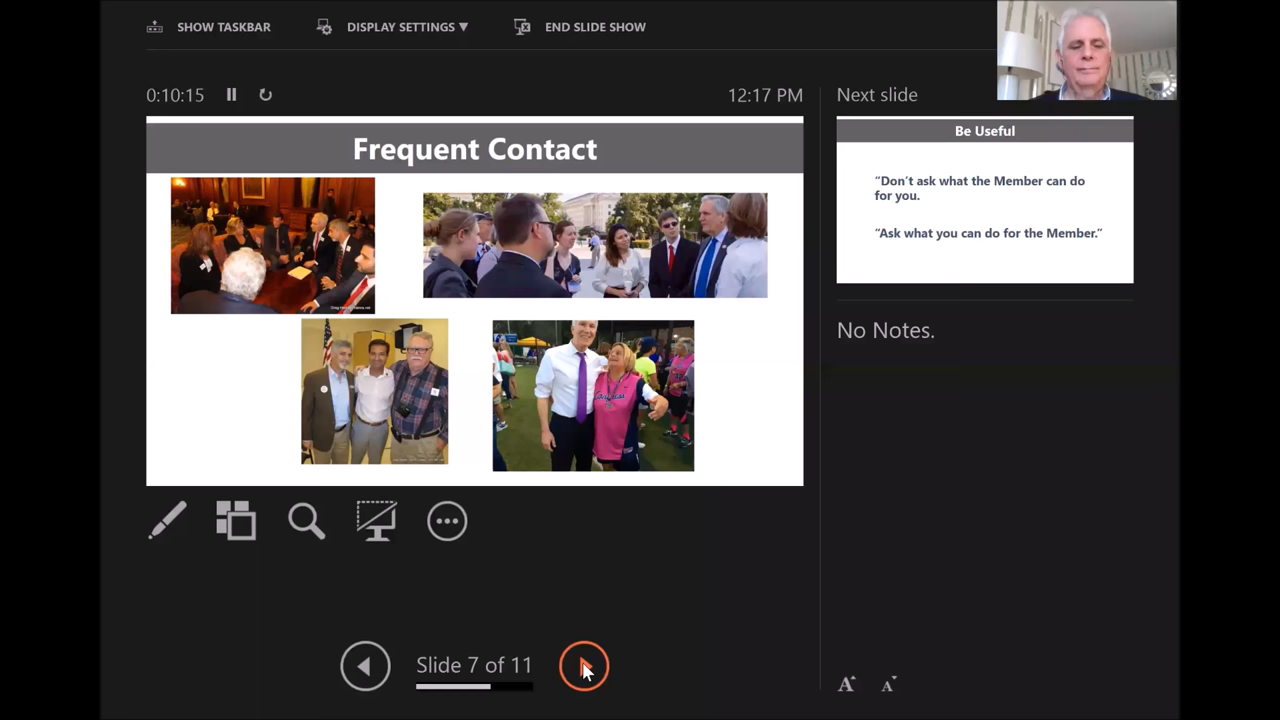 SHOW TASKBAR
DISPLAY SETTINGS ▼
END SLIDE SHOW
0:10:15
12:17 PM
Next slide
Frequent Contact
Be Useful
“Don’t ask what the Member can do
for you.
“Ask what you can do for the Member.”
No Notes.
Slide 7 of 11
A
A